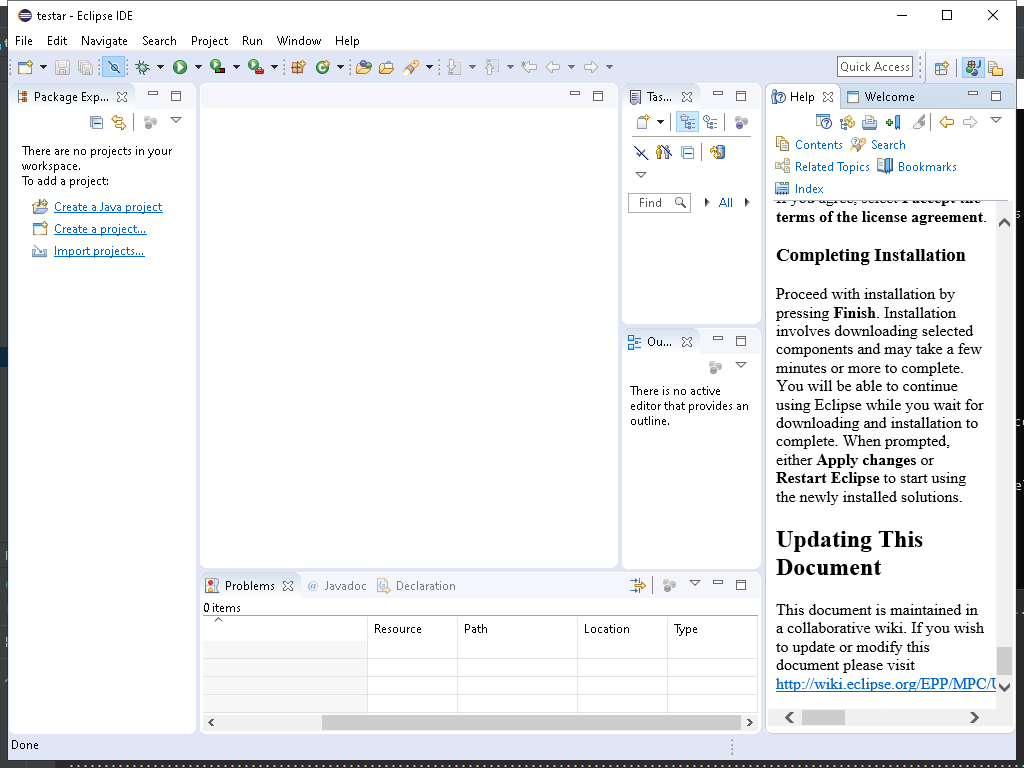 testar - Eclipse IDE
File Edit Navigate Search Project Run Window Help
Quick Access
Package Exp...
There are no projects in your
workspace.
To add a project:
Create a Java project
Create a project...
Import projects...
Tas...
Find
All
Ou...
There is no active
editor that provides an
outline.
Problems
@ Javadoc
Declaration
0 items
Resource Path Location Type
Help
Welcome
Contents
Search
Related Topics
Bookmarks
Index
If you agree, select I accept the
terms of the license agreement.
Completing Installation
Proceed with installation by
pressing Finish. Installation
involves downloading selected
components and may take a few
minutes or more to complete.
You will be able to continue
using Eclipse while you wait for
downloading and installation to
complete. When prompted,
either Apply changes or
Restart Eclipse to start using
the newly installed solutions.
Updating This
Document
This document is maintained in
a collaborative wiki. If you wish
to update or modify this
document please visit
http://wiki.eclipse.org/EPP/MPC/U
Done